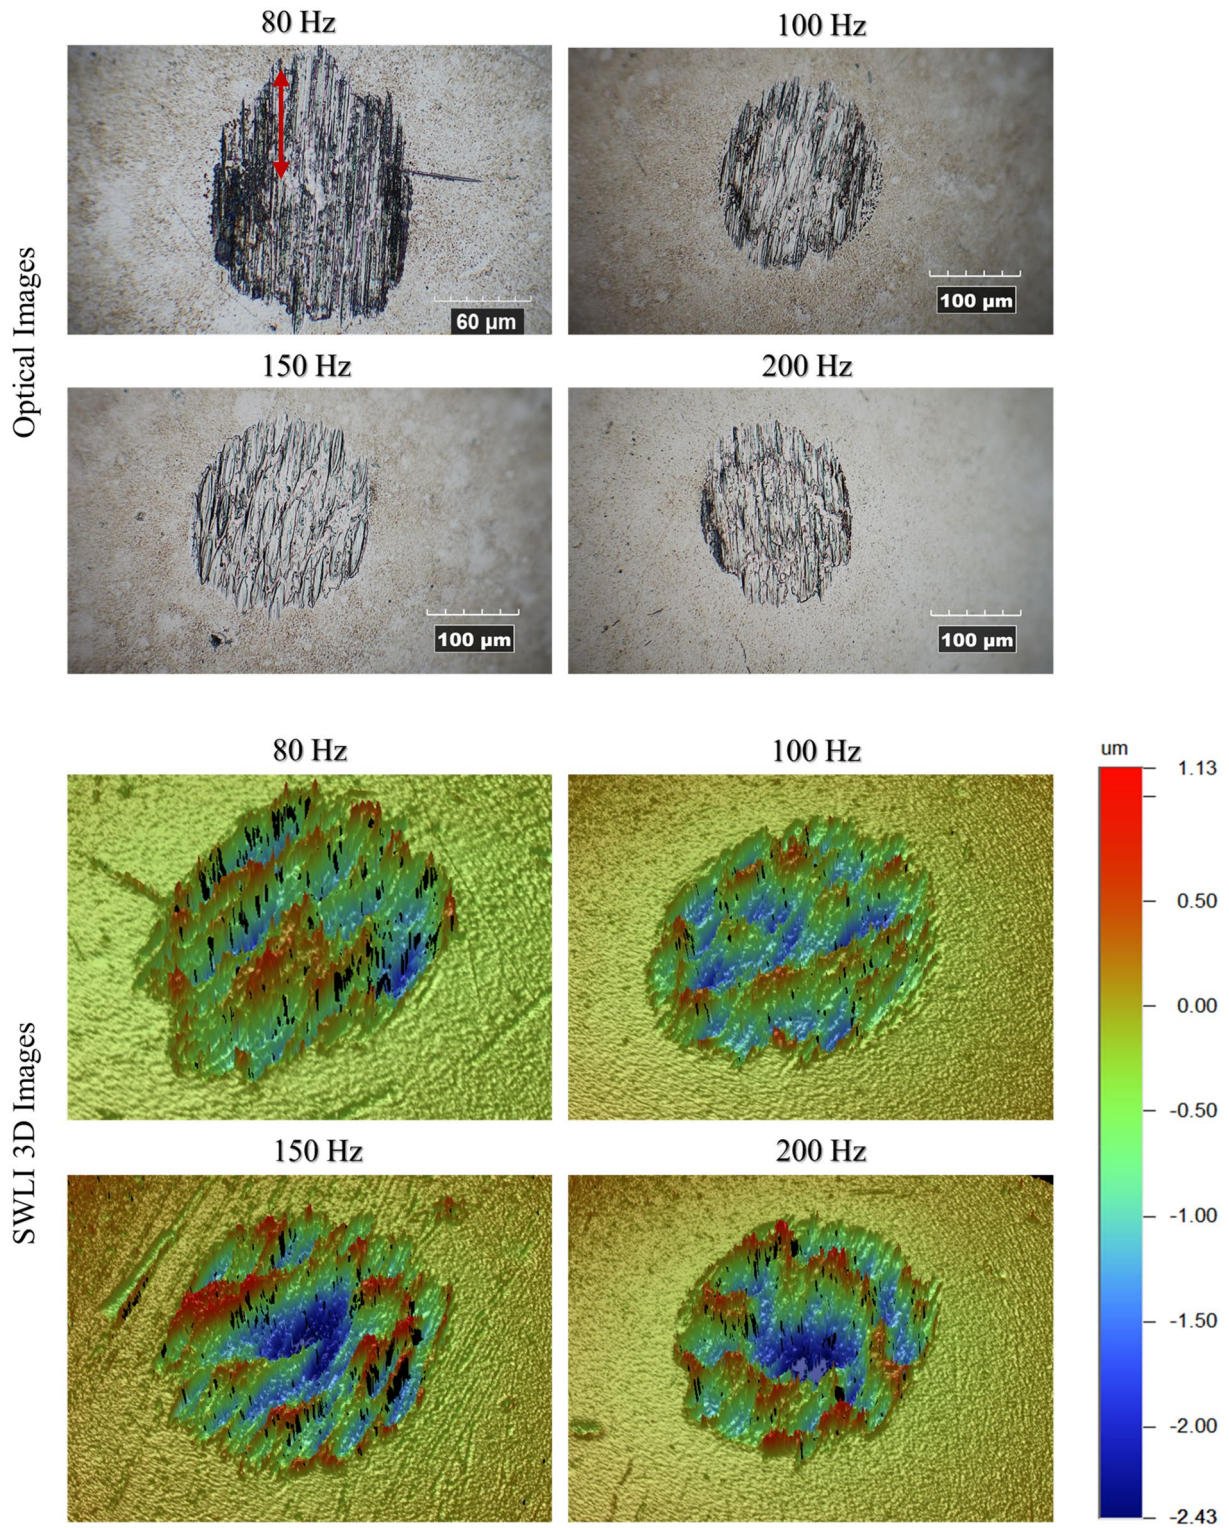 80 Hz
100 Hz
Optical Images
60 µm
100 µm
150 Hz
200 Hz
100 µm
100 µm
80 Hz
100 Hz
um
1.13
0.50
0.00
-0.50
-1.00
-1.50
-2.00
-2.43
SWLI 3D Images
150 Hz
200 Hz